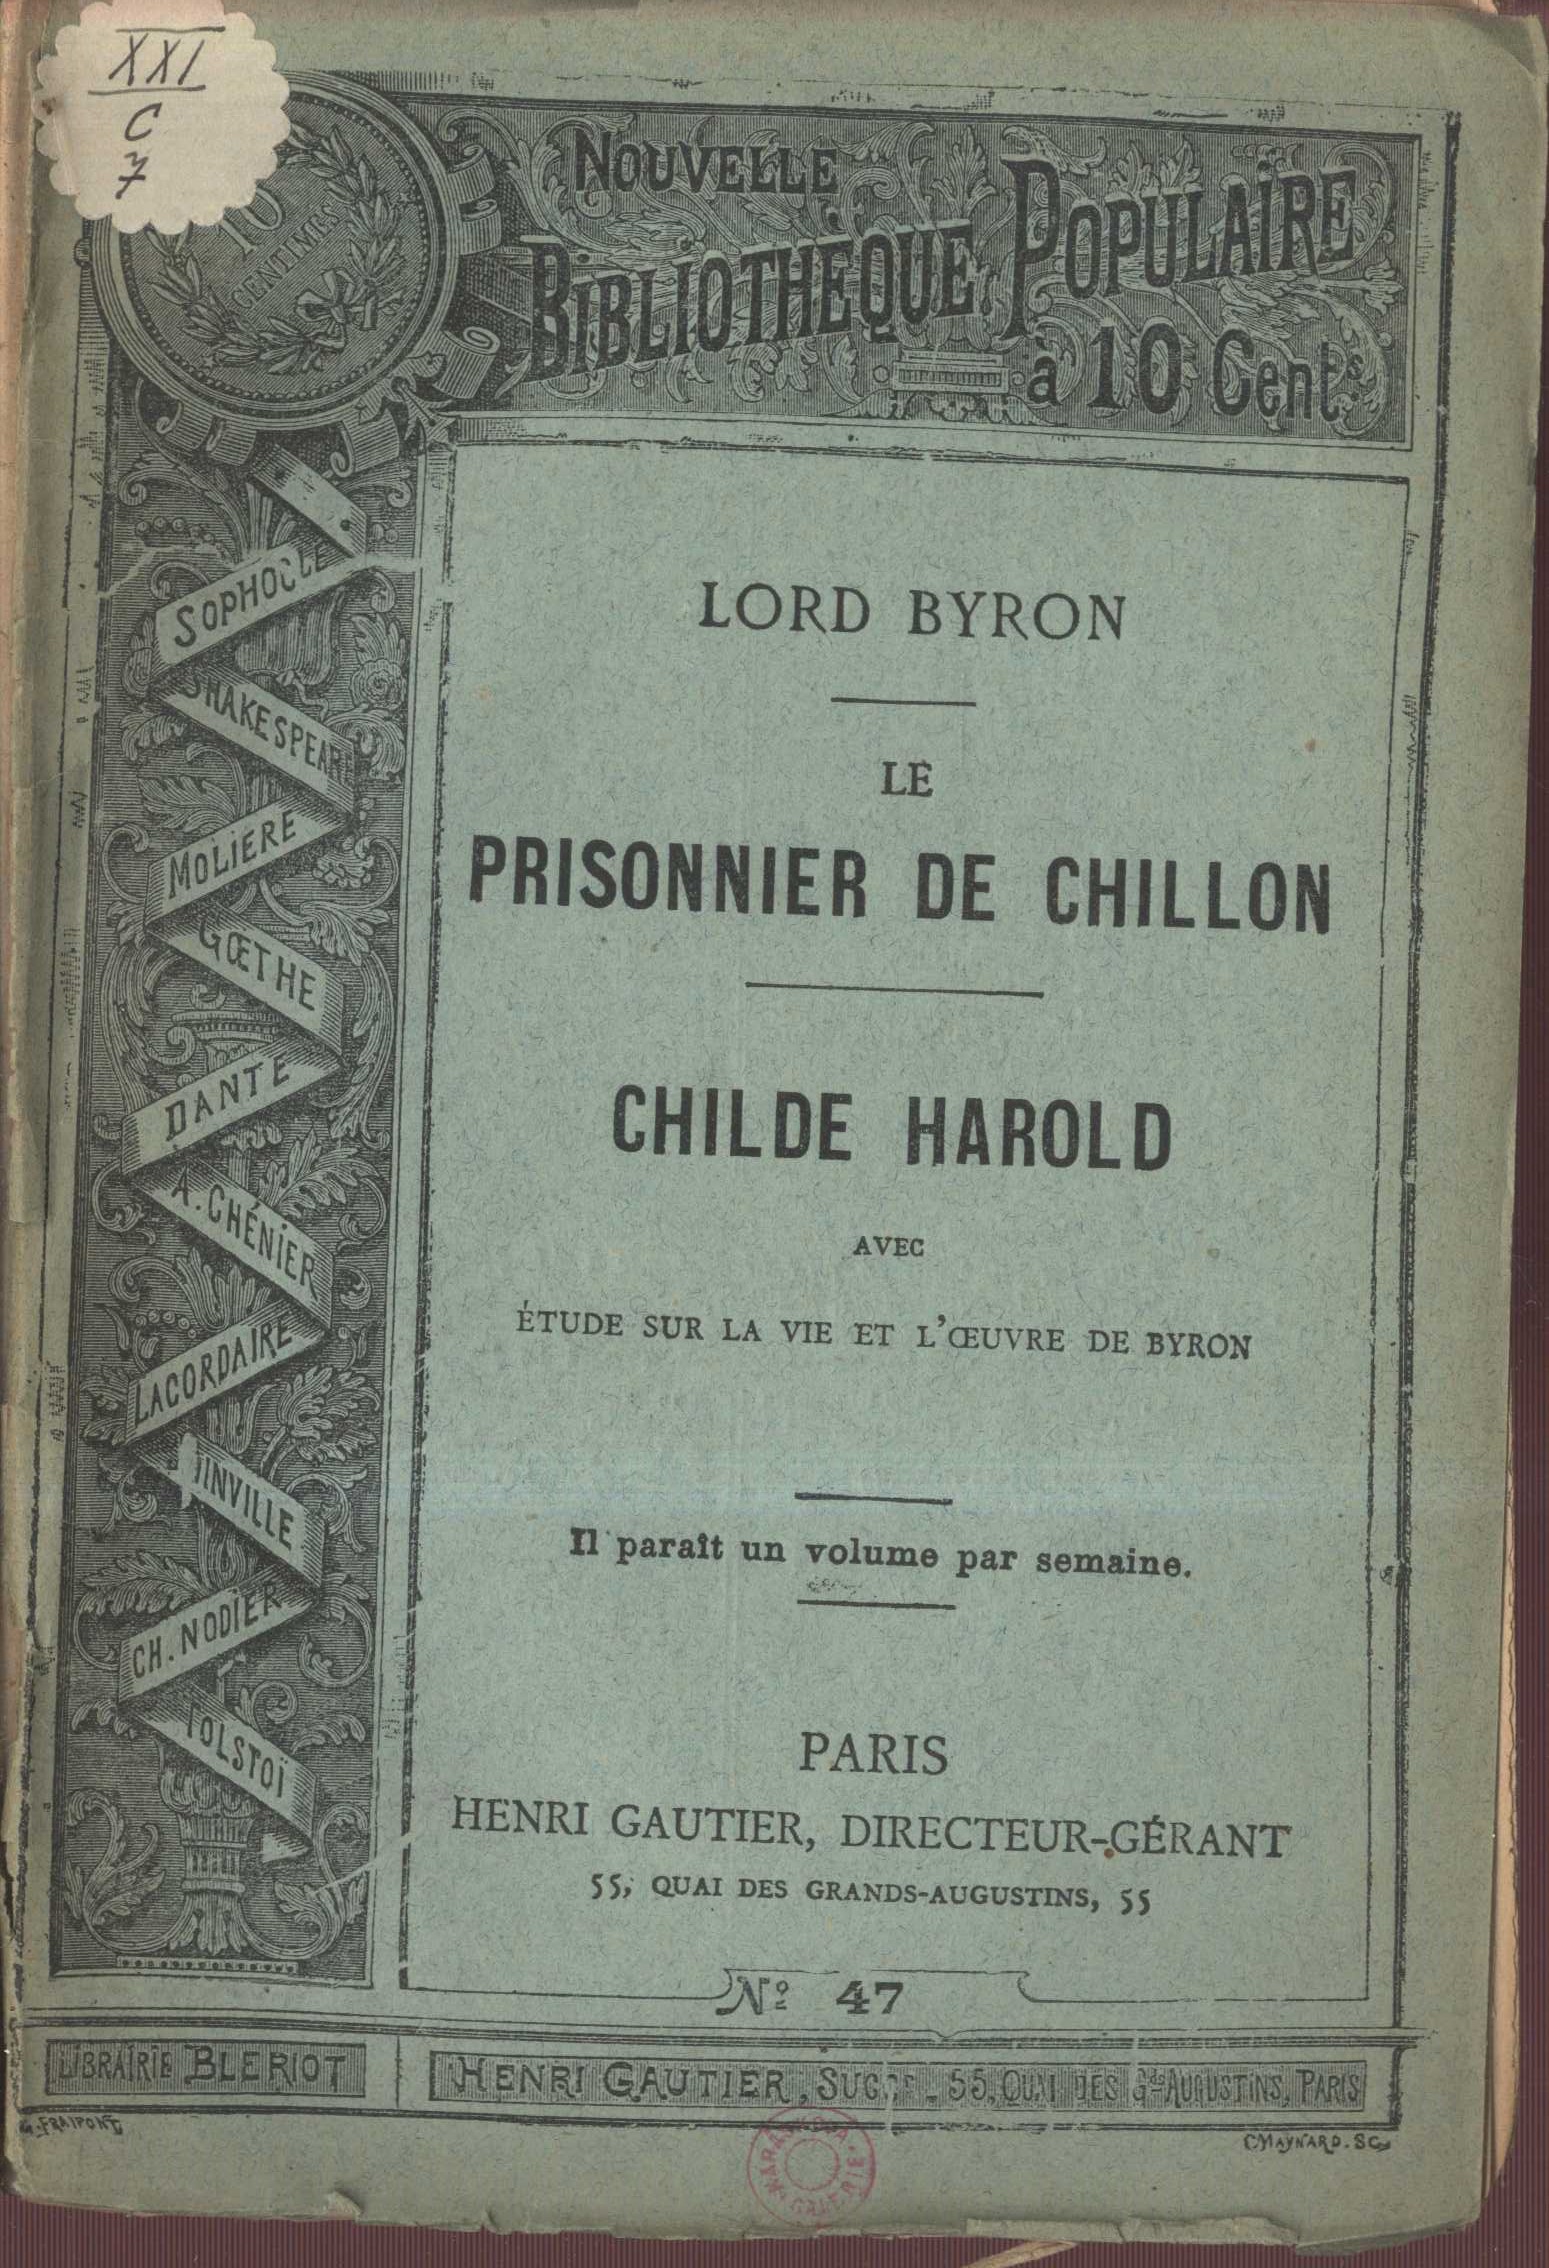 XXI
C
7
10
CENTIMES
NOUVELLE
BIBLIOTHÈQUE POPULAIRE
à 10 Cent.s
SOPHOCLE
SHAKESPEARE
MOLIÈRE
GŒTHE
DANTE
A. CHÉNIER
LACORDAIRE
CH. NODIER
TOLSTOÏ
LORD BYRON
LE
PRISONNIER DE CHILLON
CHILDE HAROLD
AVEC
ÉTUDE SUR LA VIE ET L'ŒUVRE DE BYRON
Il paraît un volume par semaine.
PARIS
HENRI GAUTIER, DIRECTEUR-GÉRANT
55, QUAI DES GRANDS-AUGUSTINS, 55
Nº 47
LIBRAIRIE BLERIOT
HENRI GAUTIER, SUCCR _ 55, QUAI DES GDS AUGUSTINS, PARIS
G. FRAIPONT
C MAYNARD. SC